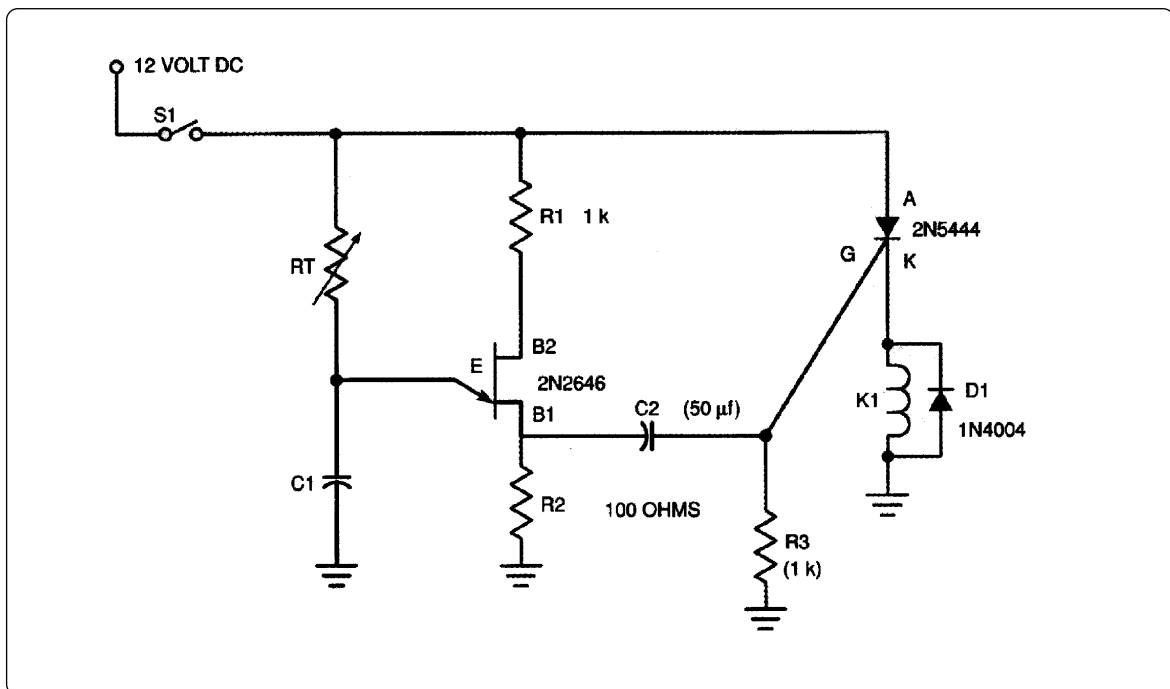 12 VOLT DC
S1
A
R1 1 k
2N5444
G
K
RT
B2
E
2N2646
K1
D1
B1
C2 (50 µf)
1N4004
C1
R2
100 OHMS
R3
(1 k)